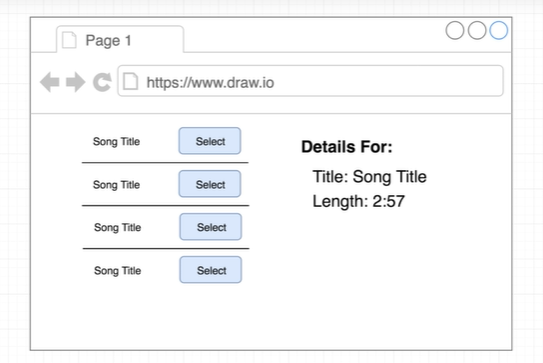 Page 1
https://www.draw.io
Song Title Select
Song Title Select
Song Title Select
Song Title Select
Details For:
Title: Song Title
Length: 2:57